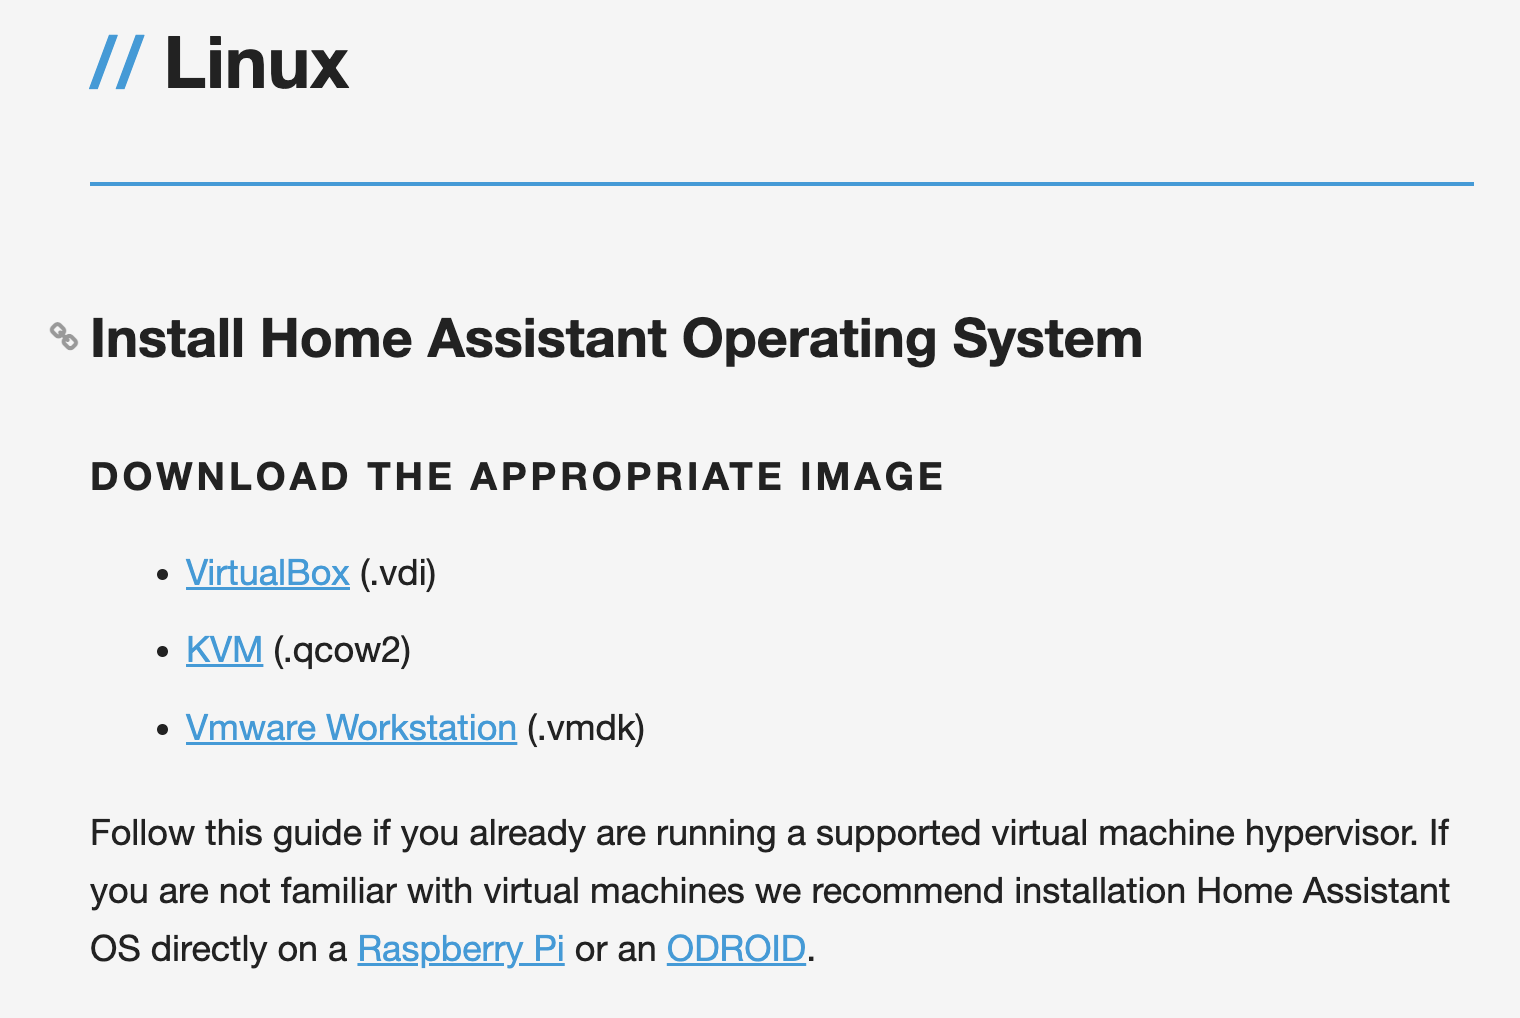 // Linux
Install Home Assistant Operating System
DOWNLOAD THE APPROPRIATE IMAGE
• VirtualBox (.vdi)
• KVM (.qcow2)
• Vmware Workstation (.vmdk)
Follow this guide if you already are running a supported virtual machine hypervisor. If
you are not familiar with virtual machines we recommend installation Home Assistant
OS directly on a Raspberry Pi or an ODROID.